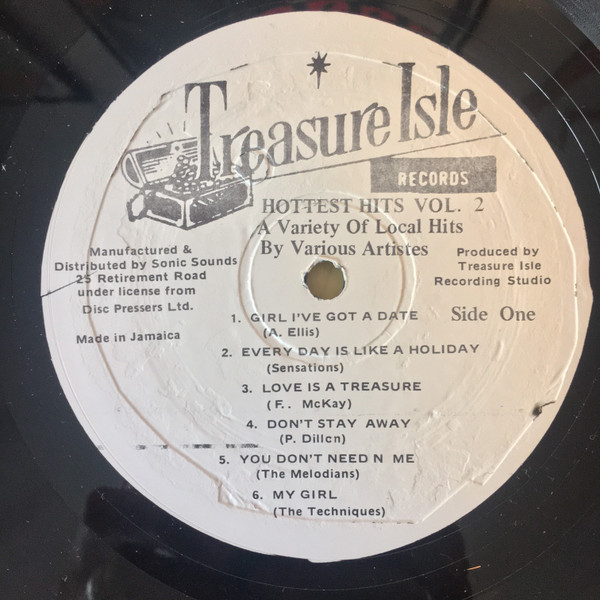 Treasure Isle
RECORDS
HOTTEST HITS VOL. 2
A Variety Of Local Hits
By Various Artistes
Manufactured &
Distributed by Sonic Sounds
25 Retirement Road
under license from
Disc Pressers Ltd.
Made in Jamaica
Produced by
Treasure Isle
Recording Studio
Side One
1. GIRL I'VE GOT A DATE
(A. Ellis)
2. EVERY DAY IS LIKE A HOLIDAY
(Sensations)
3. LOVE IS A TREASURE
(F.. McKay)
4. DON'T STAY AWAY
(P. Dillcn)
5. YOU DON'T NEED N ME
(The Melodians)
6. MY GIRL
(The Techniques)